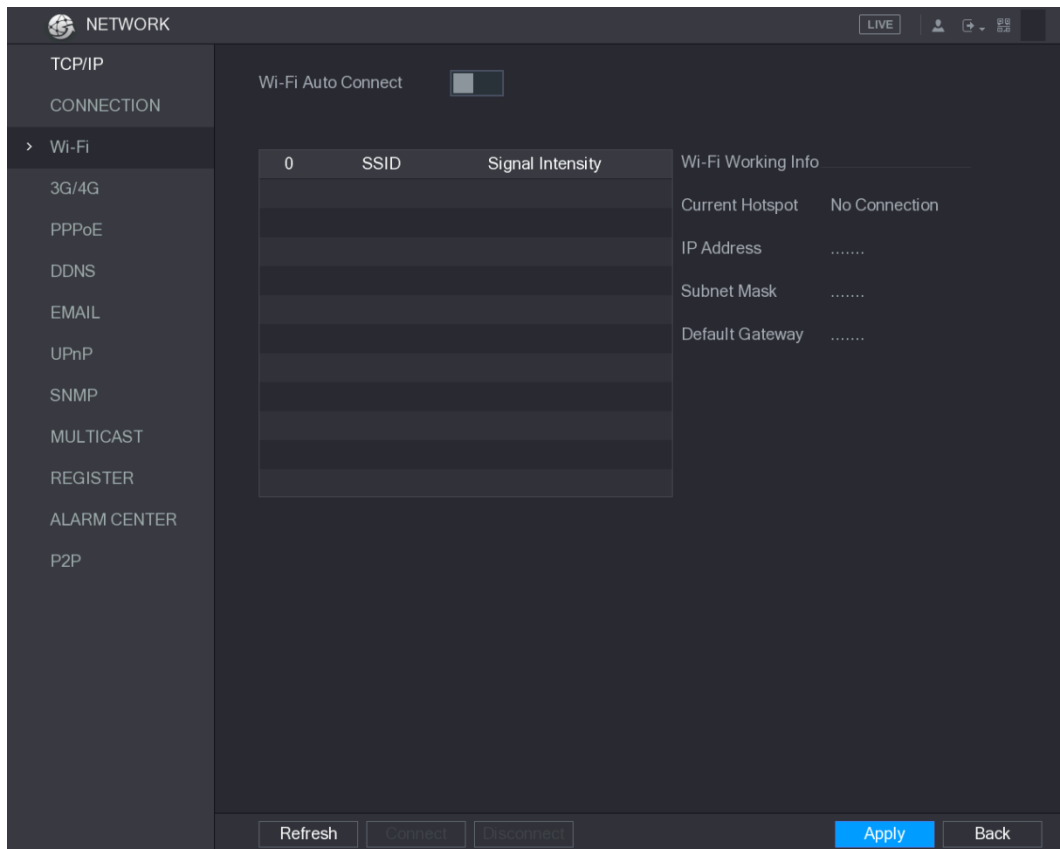 NETWORK
LIVE
TCP/IP
CONNECTION
Wi-Fi
3G/4G
PPPoE
DDNS
EMAIL
UPnP
SNMP
MULTICAST
REGISTER
ALARM CENTER
P2P
Wi-Fi Auto Connect
0 SSID Signal Intensity
Wi-Fi Working Info
Current Hotspot No Connection
IP Address .......
Subnet Mask .......
Default Gateway .......
Refresh Connect Disconnect Apply Back